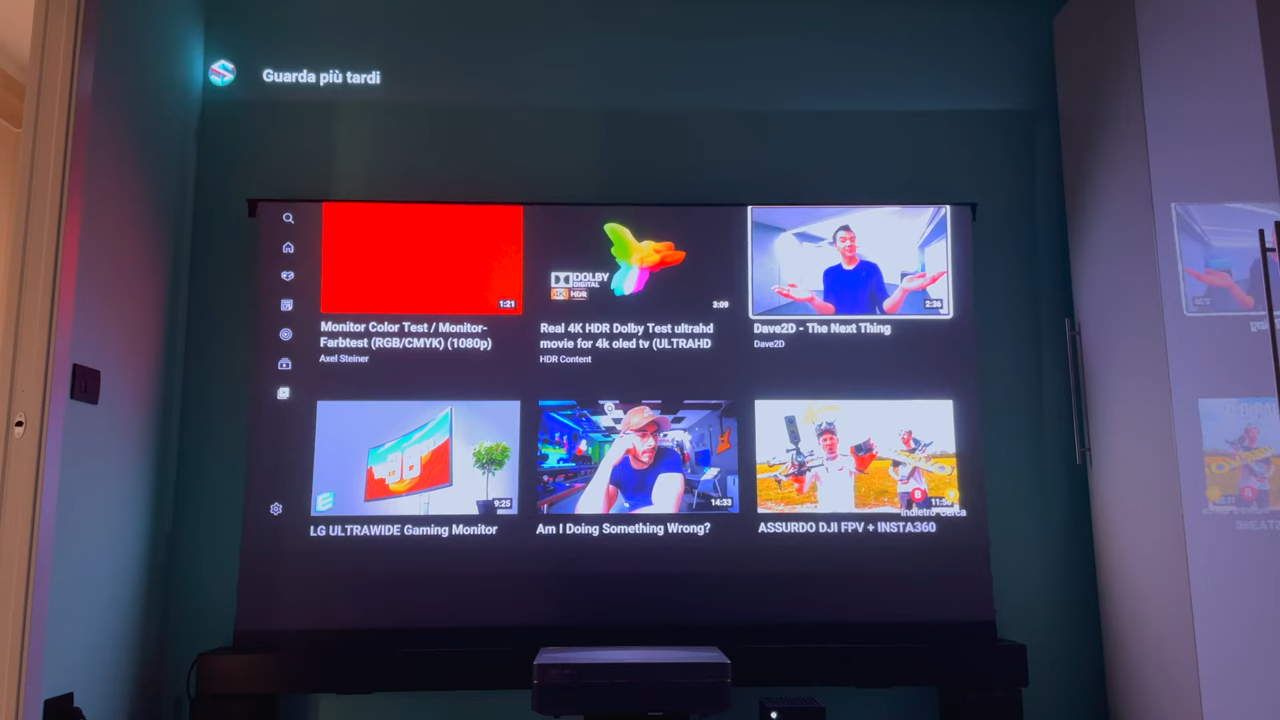 Guarda più tardi
1:21
DOLBY
DIGITAL
4K HDR
3:09
2:36
Monitor Color Test / Monitor-
Farbtest (RGB/CMYK) (1080p)
Axel Steiner
Real 4K HDR Dolby Test ultrahd
movie for 4k oled tv (ULTRAHD
HDR Content
Dave2D - The Next Thing
Dave2D
9:25
14:33
Indietro Cerca
LG ULTRAWIDE Gaming Monitor
Am I Doing Something Wrong?
ASSURDO DJI FPV + INSTA360